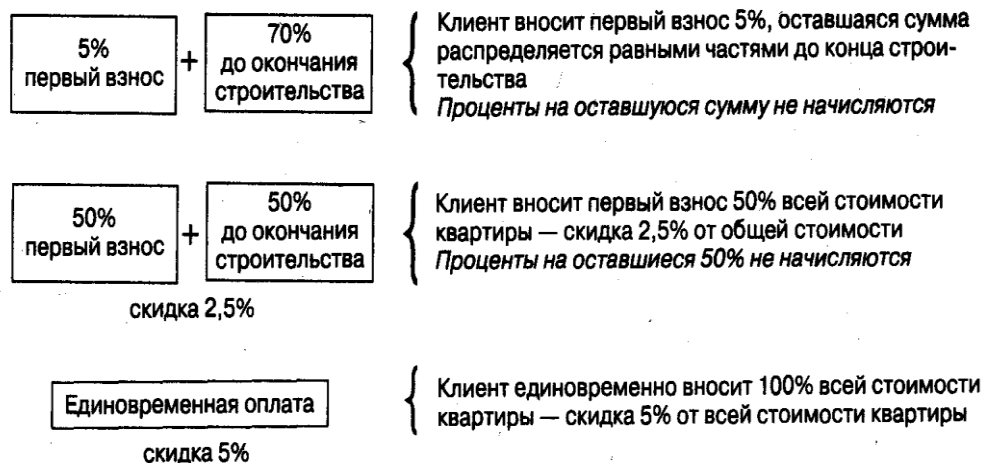 5%
первый взнос
+
70%
до окончания
строительства
Клиент вносит первый взнос 5%, оставшаяся сумма
распределяется равными частями до конца строи-
тельства
Проценты на оставшуюся сумму не начисляются
50%
первый взнос
+
50%
до окончания
строительства
скидка 2,5%
Клиент вносит первый взнос 50% всей стоимости
квартиры — скидка 2,5% от общей стоимости
Проценты на оставшиеся 50% не начисляются
Единовременная оплата
скидка 5%
Клиент единовременно вносит 100% всей стоимости
квартиры — скидка 5% от всей стоимости квартиры